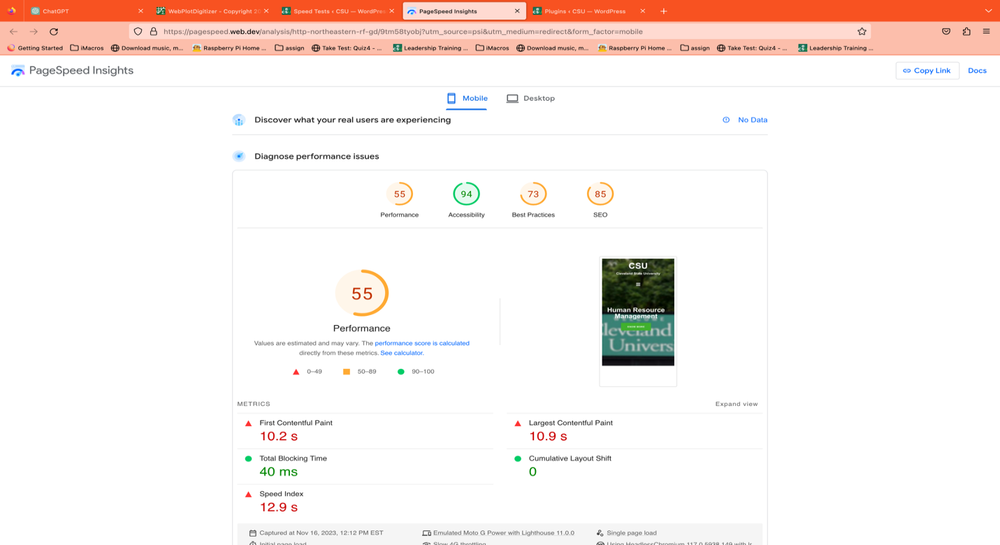 ChatGPT
WebPlotDigitizer - Copyright 20
Speed Tests ‹ CSU — WordPres
PageSpeed Insights
Plugins ‹ CSU — WordPress
https://pagespeed.web.dev/analysis/http-northeastern-rf-gd/9tm58tyobj?utm_source=psi&utm_medium=redirect&form_factor=mobile
Getting Started iMacros Download music, m... Raspberry Pi Home ... assign Take Test: Quiz4 - ... Leadership Training ... iMacros Download music, m... Raspberry Pi Home ... assign Take Test: Quiz4 - ... Leadership Training ...
PageSpeed Insights
Copy Link
Docs
Mobile
Desktop
Discover what your real users are experiencing
No Data
Diagnose performance issues
55 94 73 85
Performance Accessibility Best Practices SEO
55
Performance
Values are estimated and may vary. The performance score is calculated
directly from these metrics. See calculator.
0–49 50–89 90–100
CSU
Cleveland State University
Human Resource
Management
KNOW MORE
leveland
Univers
METRICS
Expand view
First Contentful Paint
10.2 s
Largest Contentful Paint
10.9 s
Total Blocking Time
40 ms
Cumulative Layout Shift
0
Speed Index
12.9 s
Captured at Nov 16, 2023, 12:12 PM EST
Emulated Moto G Power with Lighthouse 11.0.0
Single page load
Initial page load
Slow 4G throttling
Using HeadlessChromium 117.0.5938.149 with lr